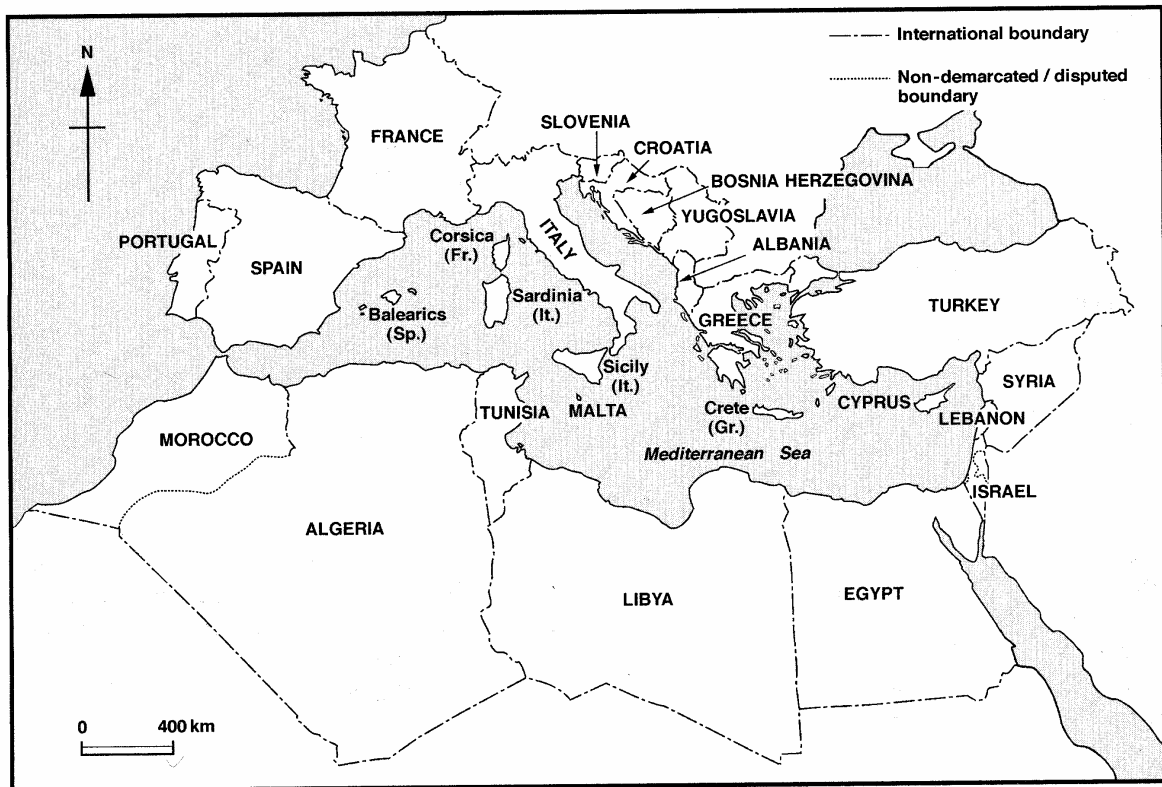 International boundary
N
Non-demarcated / disputed
boundary
SLOVENIA
FRANCE
CROATIA
BOSNIA HERZEGOVINA
YUGOSLAVIA
PORTUGAL
Corsica
(Fr.)
ITALY
ALBANIA
SPAIN
Sardinia
(It.)
Balearics
(Sp.)
TURKEY
GREECE
Sicily
(It.)
SYRIA
TUNISIA
MALTA
Crete
(Gr.)
CYPRUS
LEBANON
MOROCCO
Mediterranean Sea
ISRAEL
ALGERIA
LIBYA
EGYPT
0 400 km